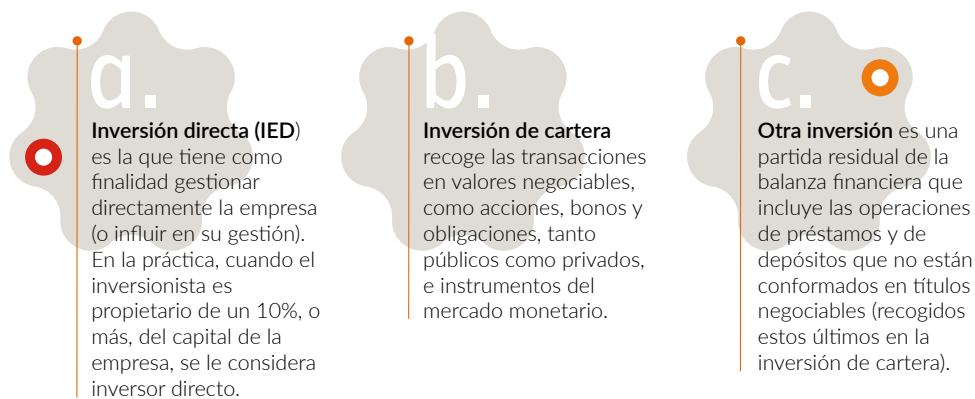 a.
Inversión directa (IED)
es la que tiene como
finalidad gestionar
directamente la empresa
(o influir en su gestión).
En la práctica, cuando el
inversionista es
propietario de un 10%, o
más, del capital de la
empresa, se le considera
inversor directo.
b.
Inversión de cartera
recoge las transacciones
en valores negociables,
como acciones, bonos y
obligaciones, tanto
públicos como privados,
e instrumentos del
mercado monetario.
c.
Otra inversión es una
partida residual de la
balanza financiera que
incluye las operaciones
de préstamos y de
depósitos que no están
conformados en títulos
negociables (recogidos
estos últimos en la
inversión de cartera).